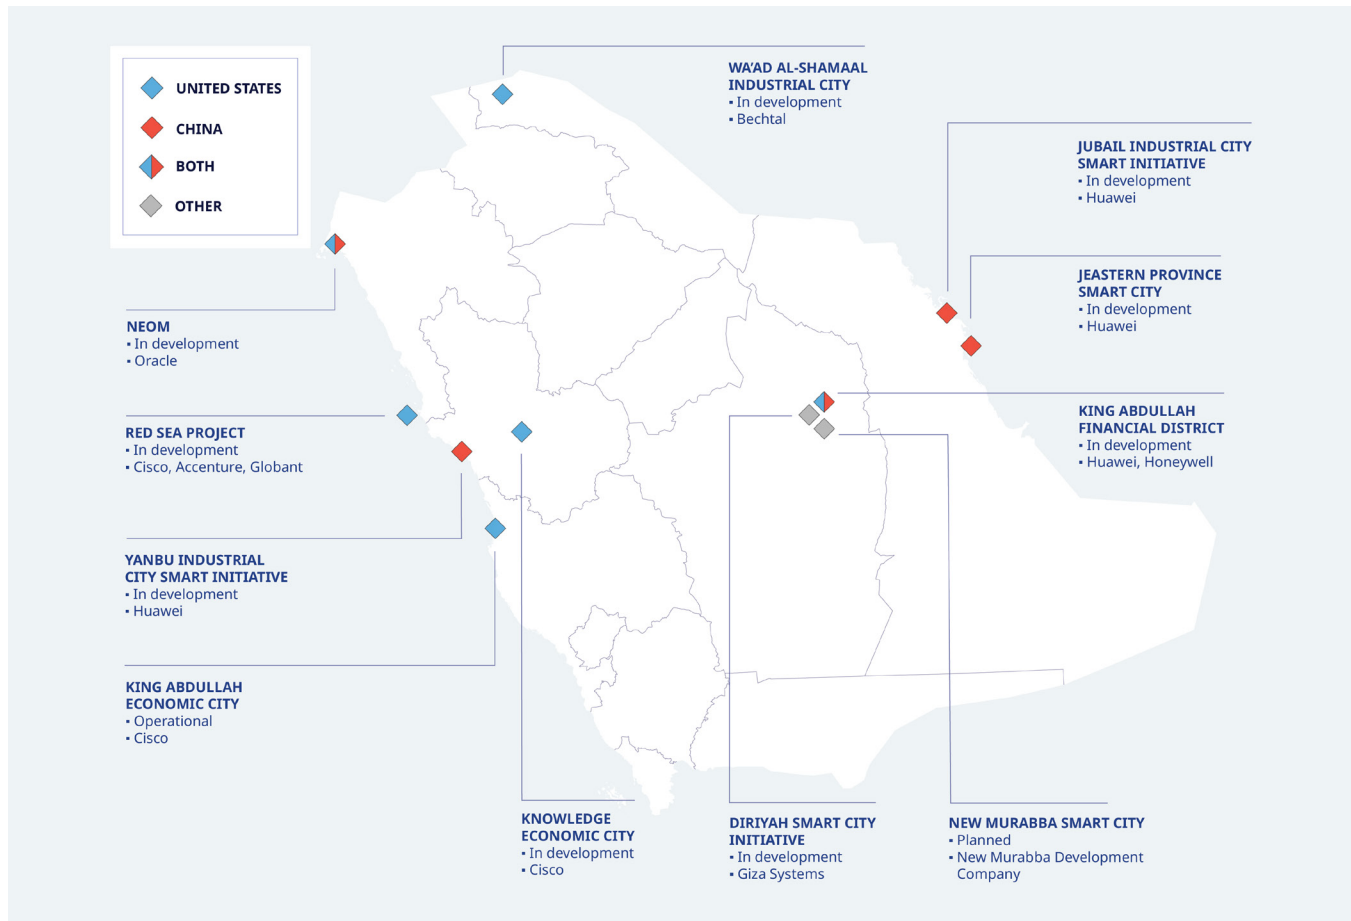 UNITED STATES
CHINA
BOTH
OTHER
WA'AD AL-SHAMAAL
INDUSTRIAL CITY
▪ In development
▪ Bechtal
JUBAIL INDUSTRIAL CITY
SMART INITIATIVE
▪ In development
▪ Huawei
JEASTERN PROVINCE
SMART CITY
▪ In development
▪ Huawei
NEOM
▪ In development
▪ Oracle
RED SEA PROJECT
▪ In development
▪ Cisco, Accenture, Globant
KING ABDULLAH
FINANCIAL DISTRICT
▪ In development
▪ Huawei, Honeywell
YANBU INDUSTRIAL
CITY SMART INITIATIVE
▪ In development
▪ Huawei
KING ABDULLAH
ECONOMIC CITY
▪ Operational
▪ Cisco
KNOWLEDGE
ECONOMIC CITY
▪ In development
▪ Cisco
DIRIYAH SMART CITY
INITIATIVE
▪ In development
▪ Giza Systems
NEW MURABBA SMART CITY
▪ Planned
▪ New Murabba Development
Company